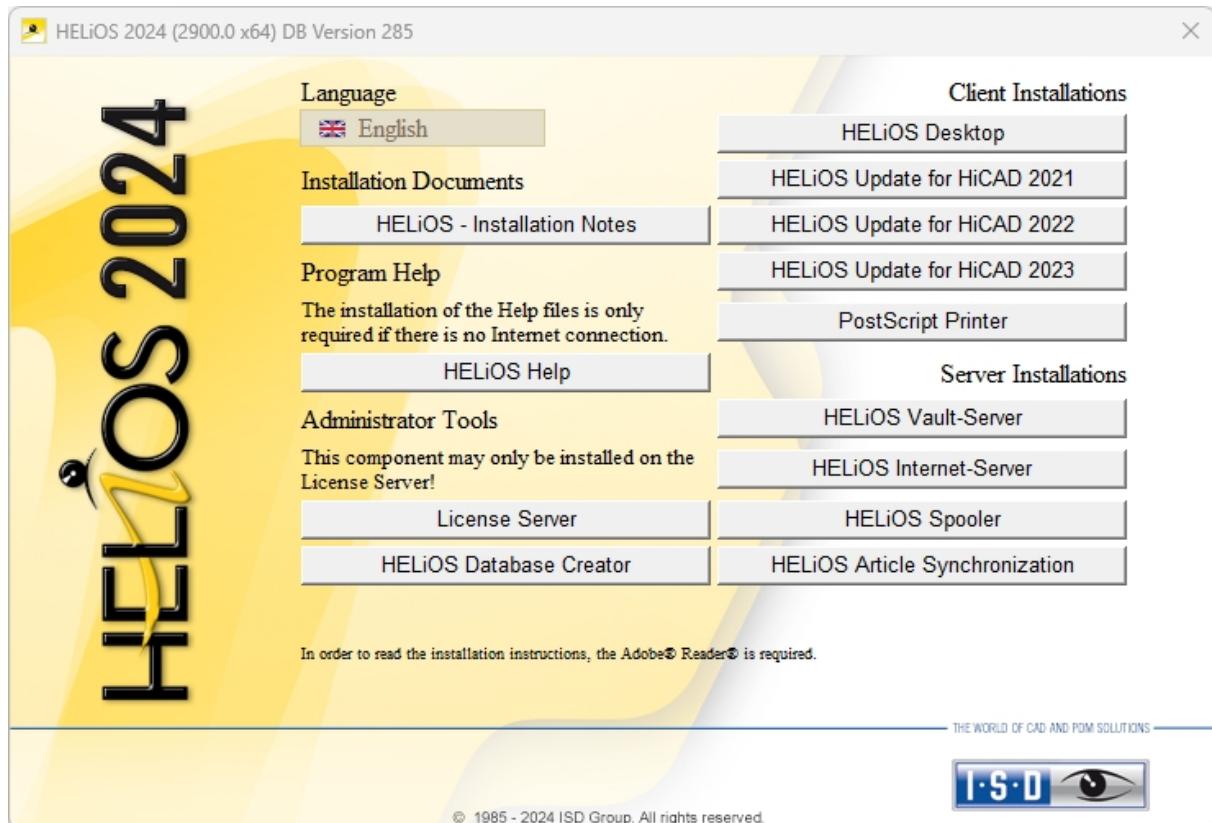 HELiOS 2024 (2900.0 x64) DB Version 285
HELiOS 2024
Language
English
Installation Documents
HELiOS - Installation Notes
Program Help
The installation of the Help files is only
required if there is no Internet connection.
HELiOS Help
Administrator Tools
This component may only be installed on the
License Server!
License Server
HELiOS Database Creator
Client Installations
HELiOS Desktop
HELiOS Update for HiCAD 2021
HELiOS Update for HiCAD 2022
HELiOS Update for HiCAD 2023
PostScript Printer
Server Installations
HELiOS Vault-Server
HELiOS Internet-Server
HELiOS Spooler
HELiOS Article Synchronization
In order to read the installation instructions, the Adobe® Reader® is required.
THE WORLD OF CAD AND PDM SOLUTIONS
I·S·D
© 1985 - 2024 ISD Group. All rights reserved.